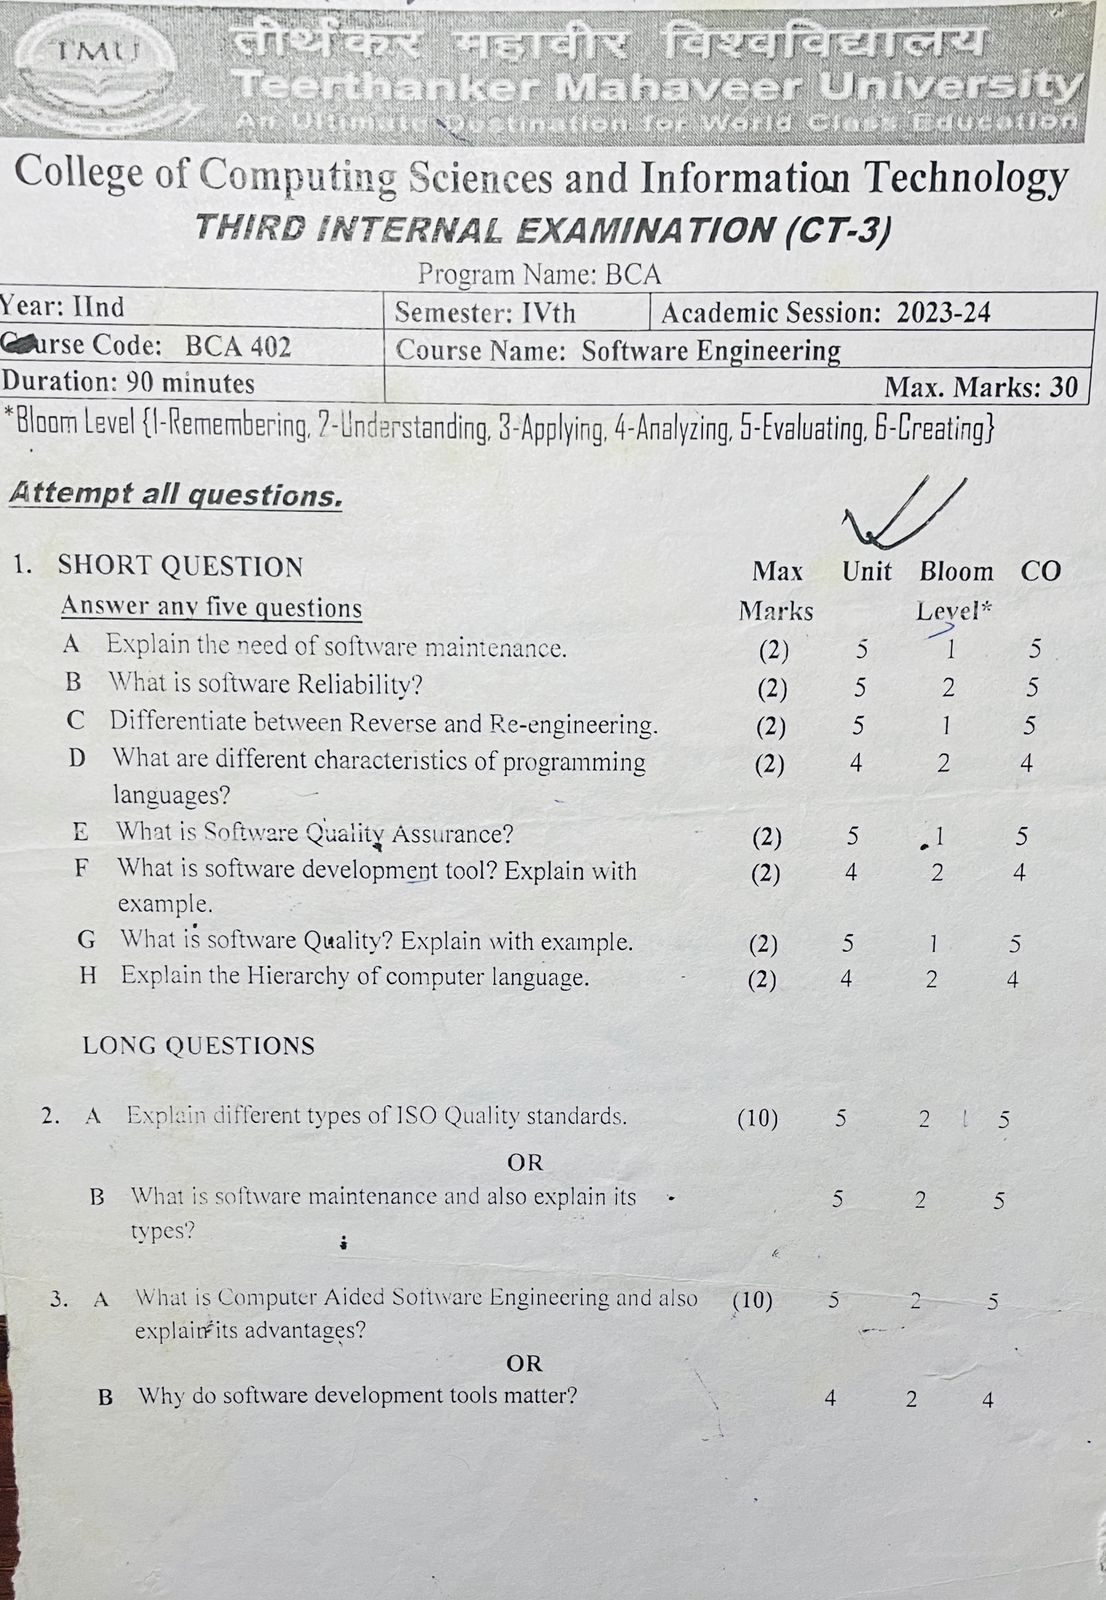 TMU
तीर्थंकर महावीर विश्वविद्यालय
Teerthanker Mahaveer University
An Ultimate Destination for World Class Education
College of Computing Sciences and Information Technology
THIRD INTERNAL EXAMINATION (CT-3)
Program Name: BCA
Year: IInd Semester: IVth Academic Session: 2023-24
Course Code: BCA 402 Course Name: Software Engineering
Duration: 90 minutes Max. Marks: 30
*Bloom Level {1-Remembering, 2-Understanding, 3-Applying, 4-Analyzing, 5-Evaluating, 6-Creating}
Attempt all questions.
1. SHORT QUESTION Max Unit Bloom CO
Answer any five questions Marks Level*
A Explain the need of software maintenance. (2) 5 1 5
B What is software Reliability? (2) 5 2 5
C Differentiate between Reverse and Re-engineering. (2) 5 1 5
D What are different characteristics of programming (2) 4 2 4
languages?
E What is Software Quality Assurance? (2) 5 1 5
F What is software development tool? Explain with (2) 4 2 4
example.
G What is software Quality? Explain with example. (2) 5 1 5
H Explain the Hierarchy of computer language. (2) 4 2 4
LONG QUESTIONS
2. A Explain different types of ISO Quality standards. (10) 5 2 5
OR
B What is software maintenance and also explain its 5 2 5
types?
3. A What is Computer Aided Software Engineering and also (10) 5 2 5
explain its advantages?
OR
B Why do software development tools matter? 4 2 4